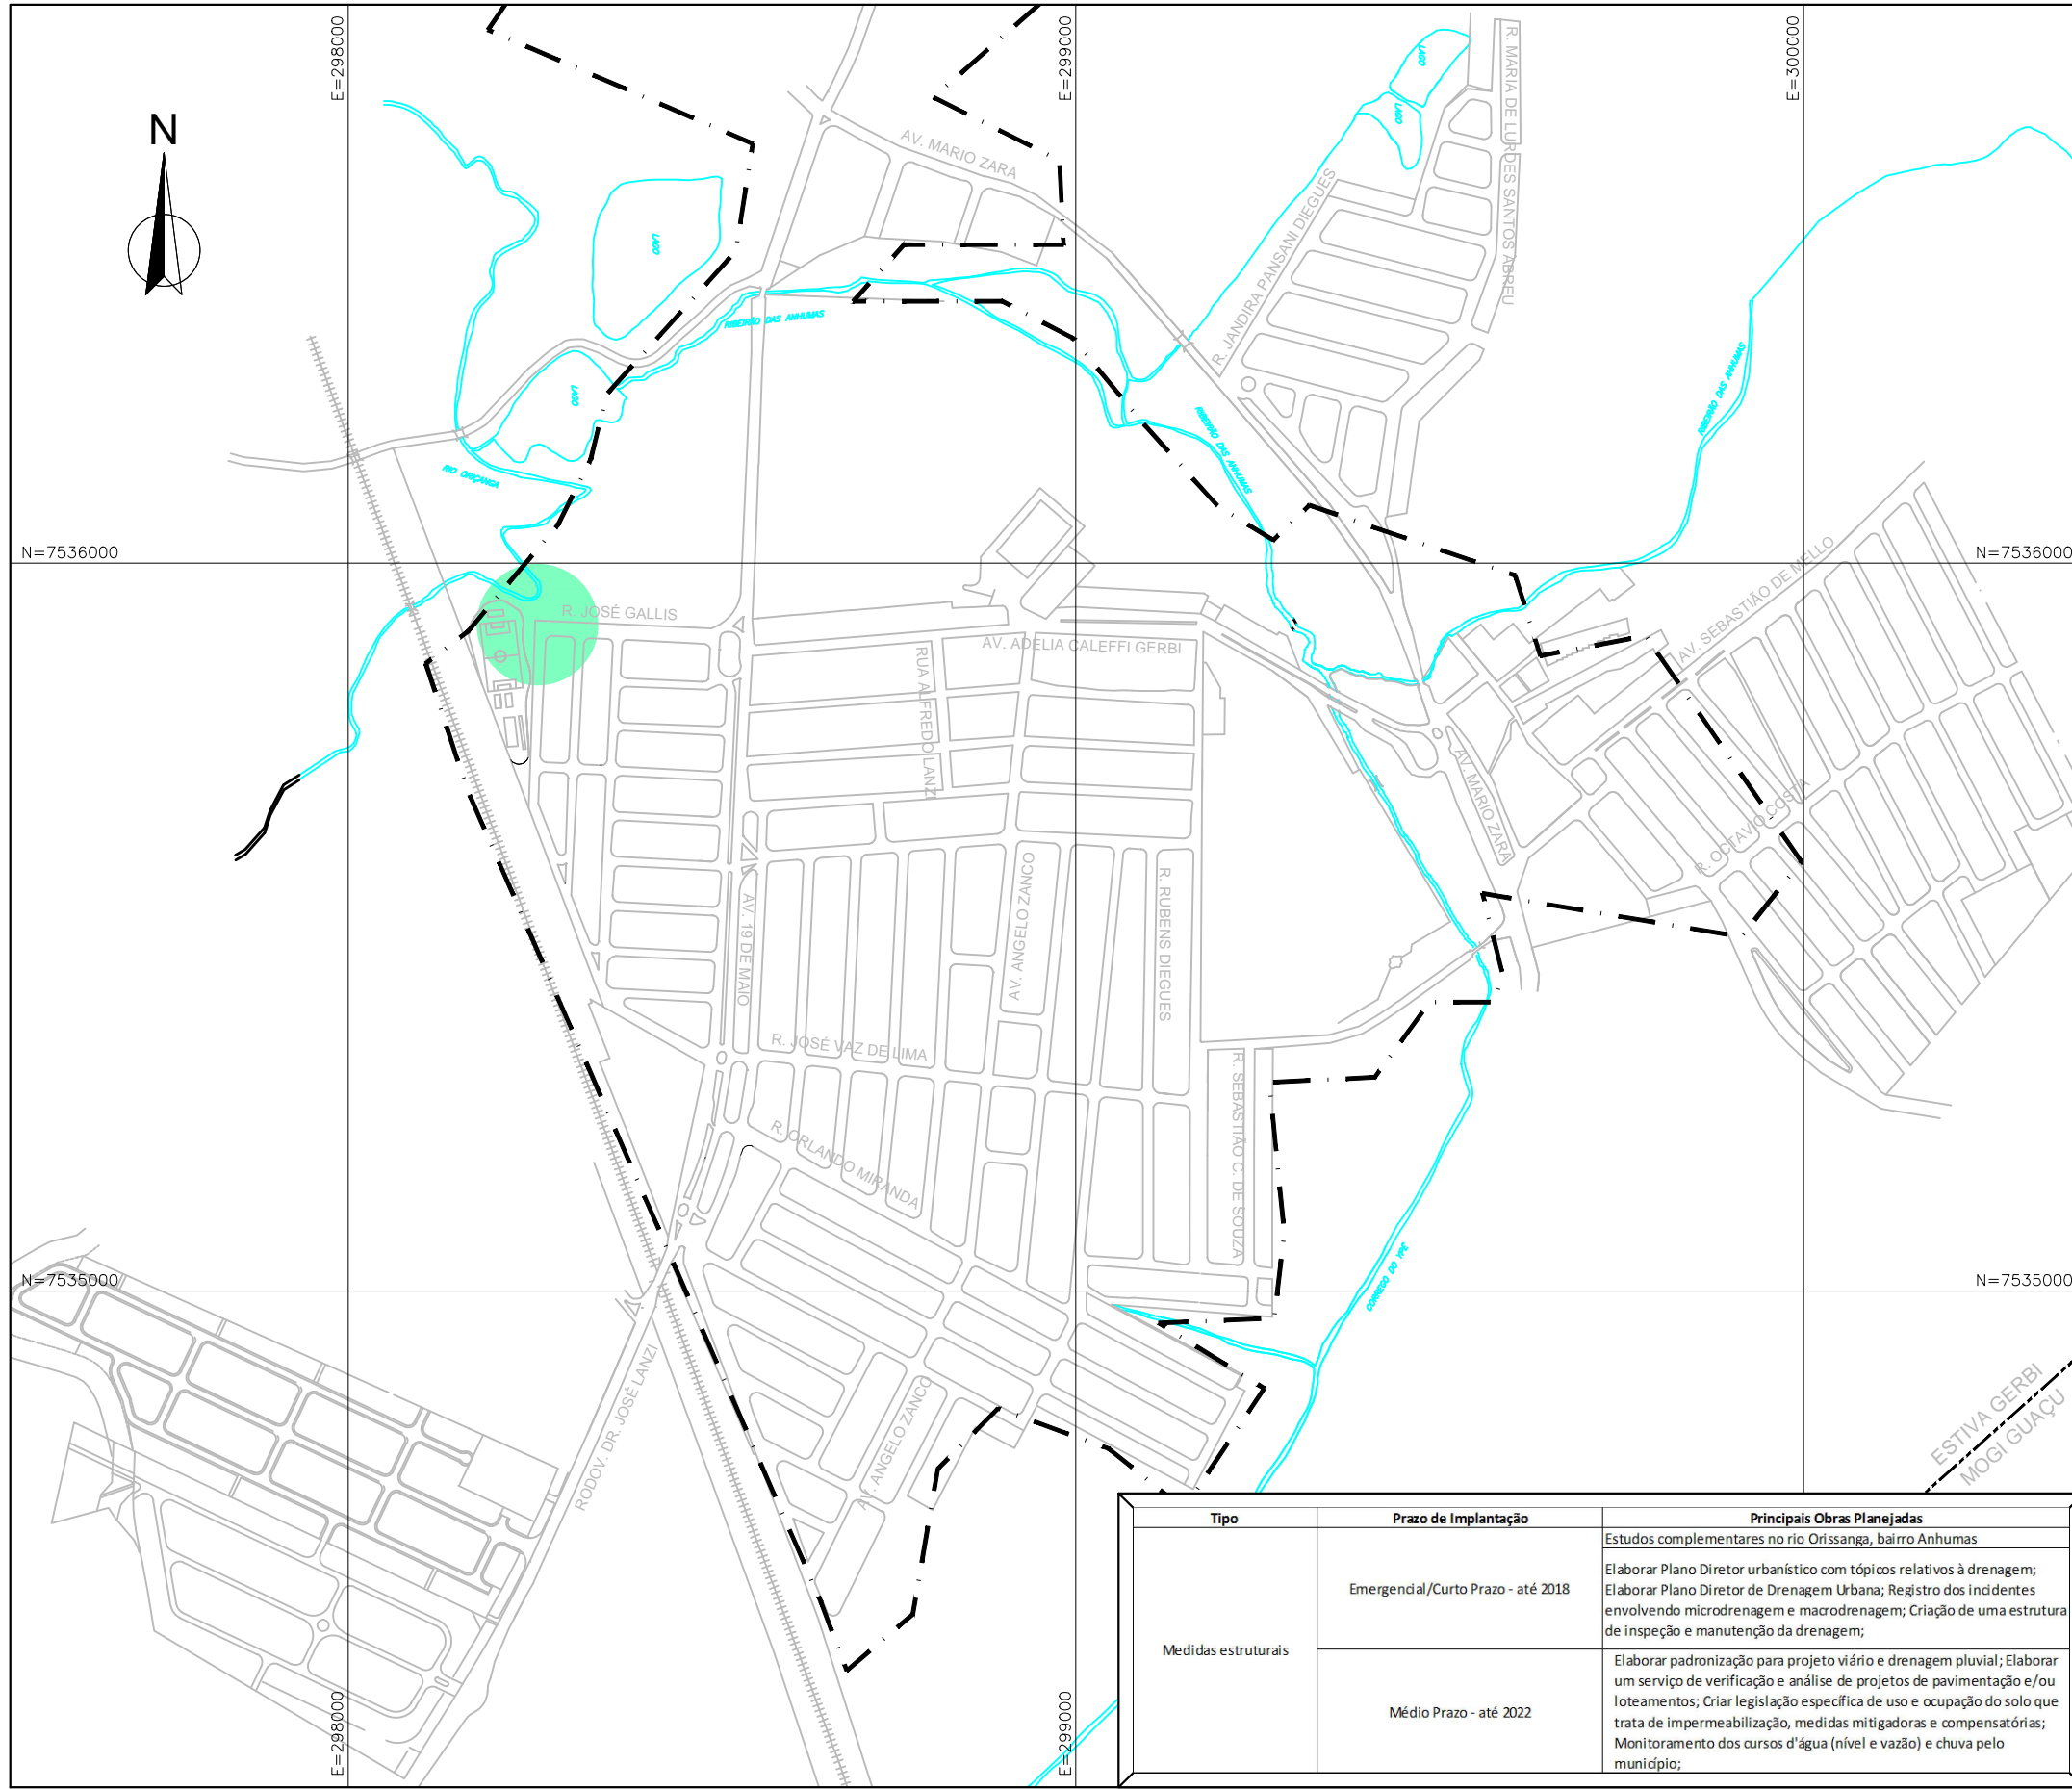 E=298000
E=299000
E=300000
N
LAGO
LAGO
LAGO
LAGO
R. MARIA DE LURDES SANTOS ABREU
AV. MARIO ZARA
R. JANDIRA PANSANI DIEGUES
RIBEIRÃO DAS ANHUMAS
RIBEIRÃO DAS ANHUMAS
RIBEIRÃO DAS ANHUMAS
RIO ORIÇANGA
N=7536000
N=7536000
R. JOSÉ GALLIS
AV. ADELIA CALEFFI GERBI
AV. SEBASTIÃO DE MELLO
RUA ALFREDO LANZI
AV. MARIO ZARA
R. OCTAVIO COSTA
AV. 19 DE MAIO
AV. ANGELO ZANCO
R. RUBENS DIEGUES
R. JOSÉ VAZ DE LIMA
R. SEBASTIÃO C. DE SOUZA
R. ORLANDO MIRANDA
CORREGO DO YPÊ
N=7535000
N=7535000
RODOV. DR. JOSÉ LANZI
AV. ANGELO ZANCO
ESTIVA GERBI
MOGI GUAÇU
E=298000
E=299000
Tipo
Prazo de Implantação
Principais Obras Planejadas
Medidas estruturais
Emergencial/Curto Prazo - até 2018
Estudos complementares no rio Orissanga, bairro Anhumas
Elaborar Plano Diretor urbanístico com tópicos relativos à drenagem;
Elaborar Plano Diretor de Drenagem Urbana; Registro dos incidentes
envolvendo microdrenagem e macrodrenagem; Criação de uma estrutura
de inspeção e manutenção da drenagem;
Médio Prazo - até 2022
Elaborar padronização para projeto viário e drenagem pluvial; Elaborar
um serviço de verificação e análise de projetos de pavimentação e/ou
loteamentos; Criar legislação específica de uso e ocupação do solo que
trata de impermeabilização, medidas mitigadoras e compensatórias;
Monitoramento dos cursos d'água (nível e vazão) e chuva pelo
município;